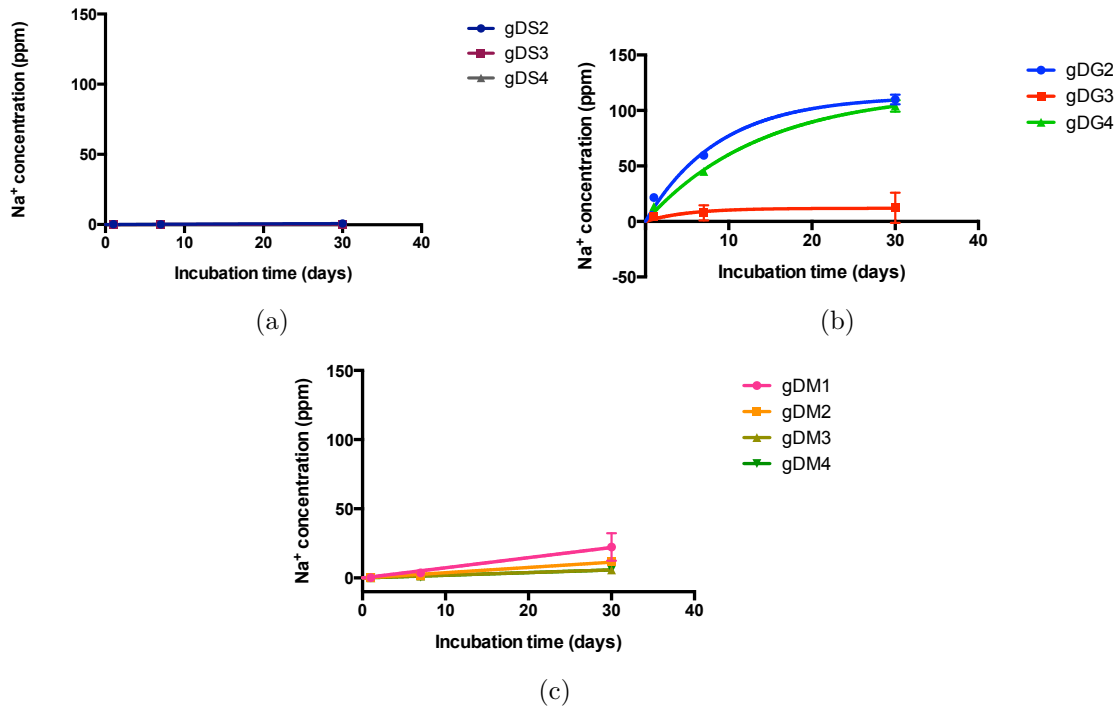 Na⁺ concentration (ppm)
150
100
50
0
0 10 20 30 40
Incubation time (days)
gDS2
gDS3
gDS4
(a)
Na⁺ concentration (ppm)
150
100
50
0
-50
10 20 30 40
Incubation time (days)
gDG2
gDG3
gDG4
(b)
Na⁺ concentration (ppm)
150
100
50
0
0 10 20 30 40
Incubation time (days)
gDM1
gDM2
gDM3
gDM4
(c)